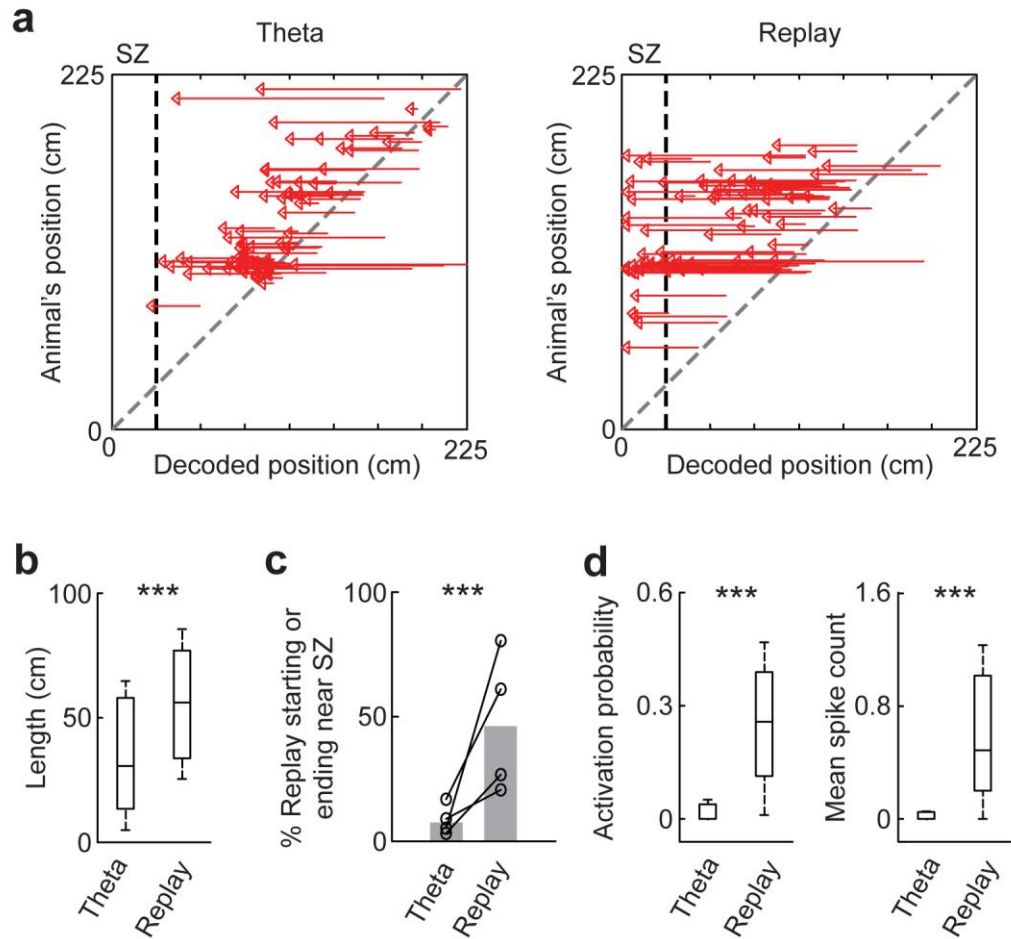 a
Theta
Replay
SZ
SZ
225
225
Animal's position (cm)
Animal's position (cm)
0
0
0
225
0
225
Decoded position (cm)
Decoded position (cm)
b
c
d
100
***
50
0
Length (cm)
Theta
Replay
100
***
50
0
% Replay starting or
ending near SZ
Theta
Replay
0.6
***
0.3
0
Activation probability
Theta
Replay
1.6
***
0.8
0
Mean spike count
Theta
Replay